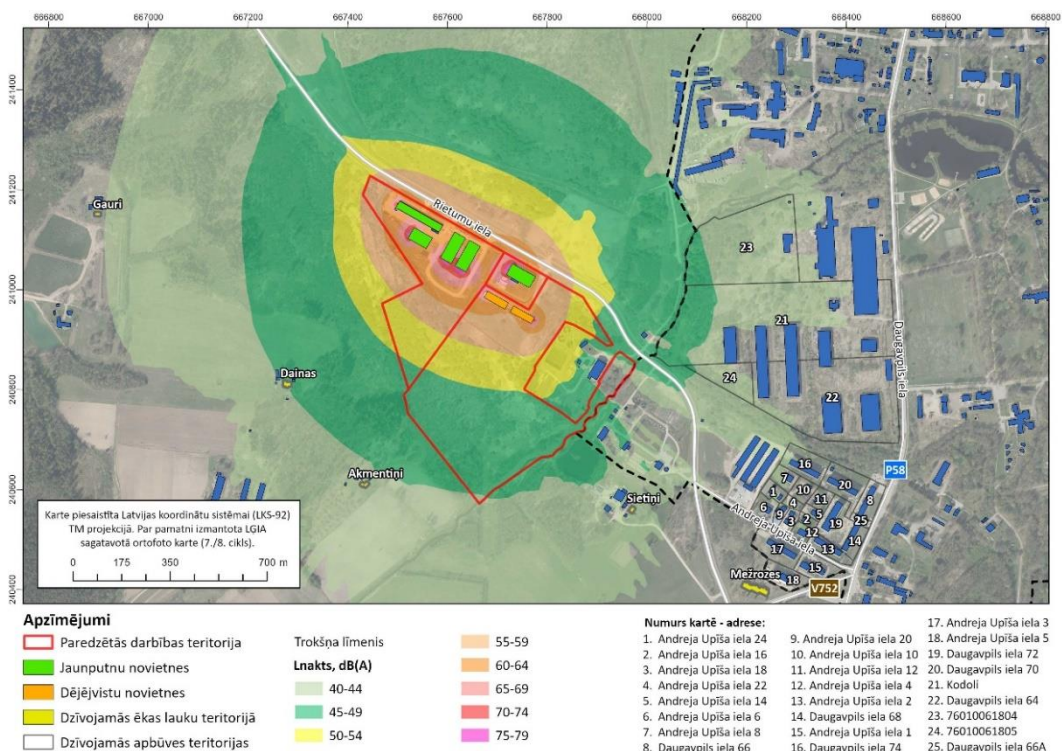 666800 667000 667200 667400 667600 667800 668000 668200 668400 668600 668800
241400
241200
241000
240800
240600
240400
Gauri
Rietumu iela
23
21
Daugavpils iela
Dainas
24
22
Akmentiņi
Sietiņi
P58
16
7
20
8
1
10
4
11
6
9
3
2
5
19
25
12
Andreja Upīša iela
17
13
14
15
18
Mežrozes
V752
Karte piesaistīta Latvijas koordinātu sistēmai (LKS-92)
TM projekcijā. Par pamatni izmantota LGIA
sagatavotā ortofoto karte (7./8. cikls).
0 175 350 700 m
Apzīmējumi
Paredzētās darbības teritorija
Jaunputnu novietnes
Dējējvistu novietnes
Dzīvojamās ēkas lauku teritorijā
Dzīvojamās apbūves teritorijas
Trokšņa līmenis
Lnakts, dB(A)
40-44
45-49
50-54
55-59
60-64
65-69
70-74
75-79
Numurs kartē - adrese:
1. Andreja Upīša iela 24
2. Andreja Upīša iela 16
3. Andreja Upīša iela 18
4. Andreja Upīša iela 22
5. Andreja Upīša iela 14
6. Andreja Upīša iela 6
7. Andreja Upīša iela 8
8. Daugavpils iela 66
9. Andreja Upīša iela 20
10. Andreja Upīša iela 10
11. Andreja Upīša iela 12
12. Andreja Upīša iela 4
13. Andreja Upīša iela 2
14. Daugavpils iela 68
15. Andreja Upīša iela 1
16. Daugavpils iela 74
17. Andreja Upīša iela 3
18. Andreja Upīša iela 5
19. Daugavpils iela 72
20. Daugavpils iela 70
21. Kodoli
22. Daugavpils iela 64
23. 76010061804
24. 76010061805
25. Daugavpils iela 66A